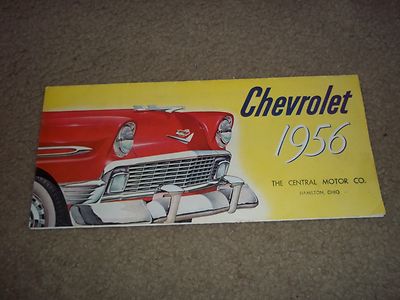 Chevrolet
1956
THE CENTRAL MOTOR CO.
HAMILTON, OHIO